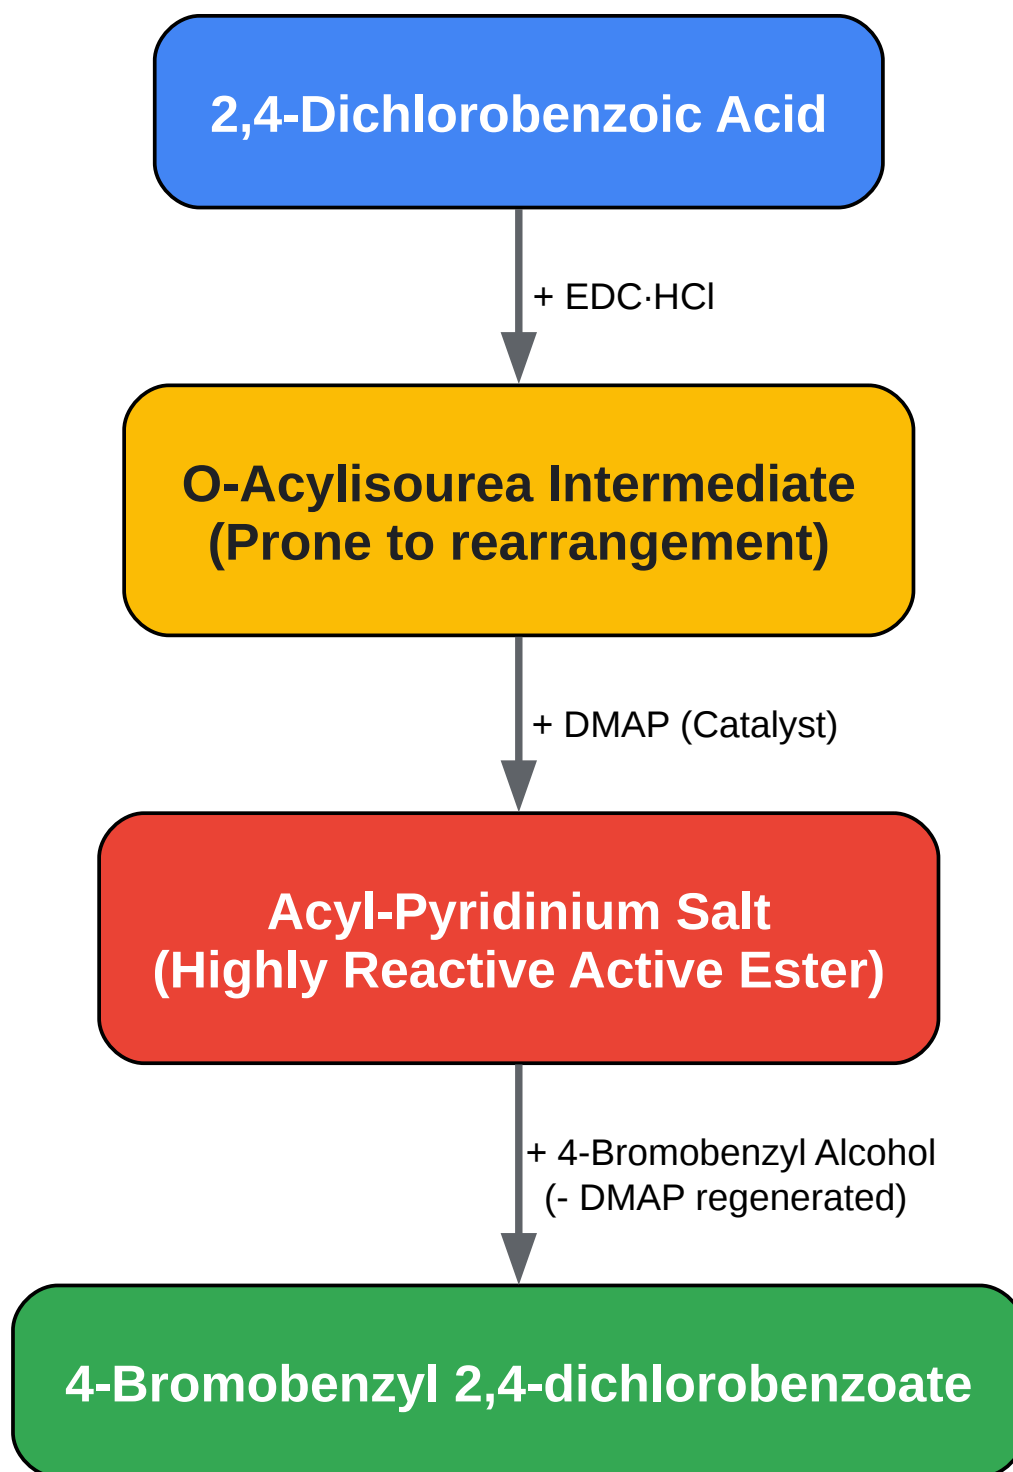 2,4-Dichlorobenzoic Acid
+ EDC·HCl
O-Acylisourea Intermediate
(Prone to rearrangement)
+ DMAP (Catalyst)
Acyl-Pyridinium Salt
(Highly Reactive Active Ester)
+ 4-Bromobenzyl Alcohol
(- DMAP regenerated)
4-Bromobenzyl 2,4-dichlorobenzoate